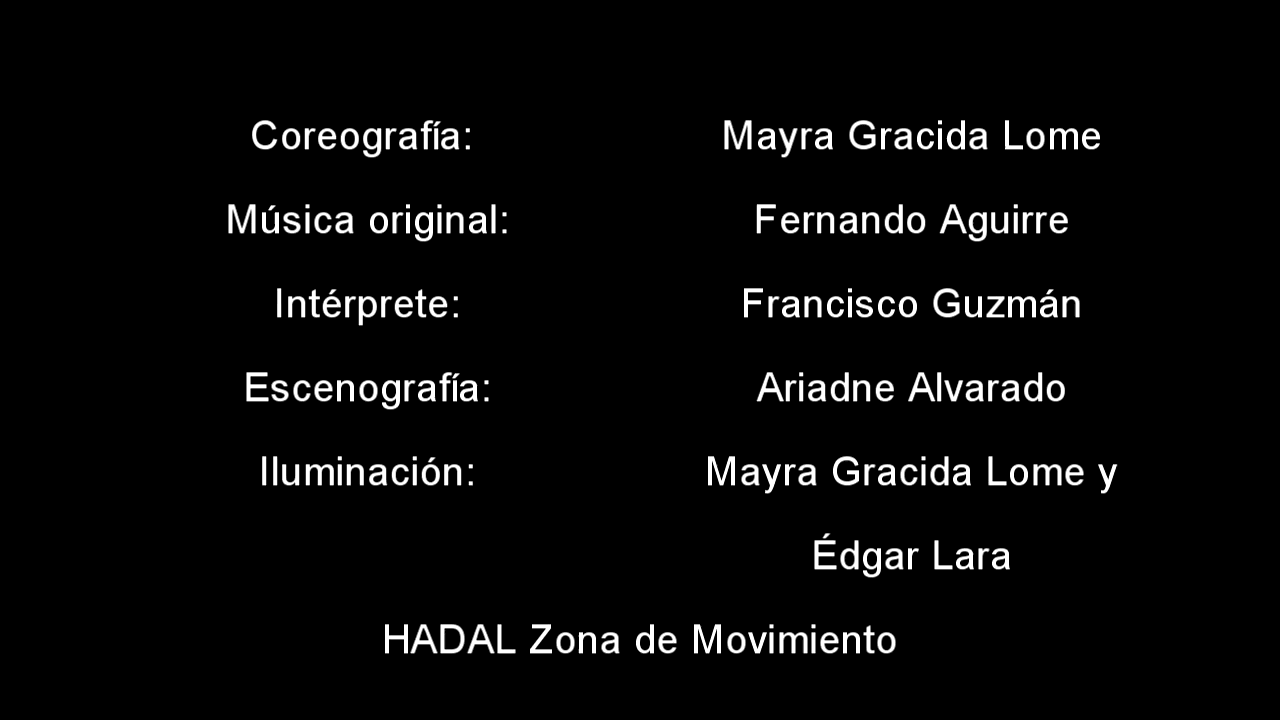 Coreografía: Mayra Gracida Lome
Música original: Fernando Aguirre
Intérprete: Francisco Guzmán
Escenografía: Ariadne Alvarado
Iluminación: Mayra Gracida Lome y
Édgar Lara
HADAL Zona de Movimiento